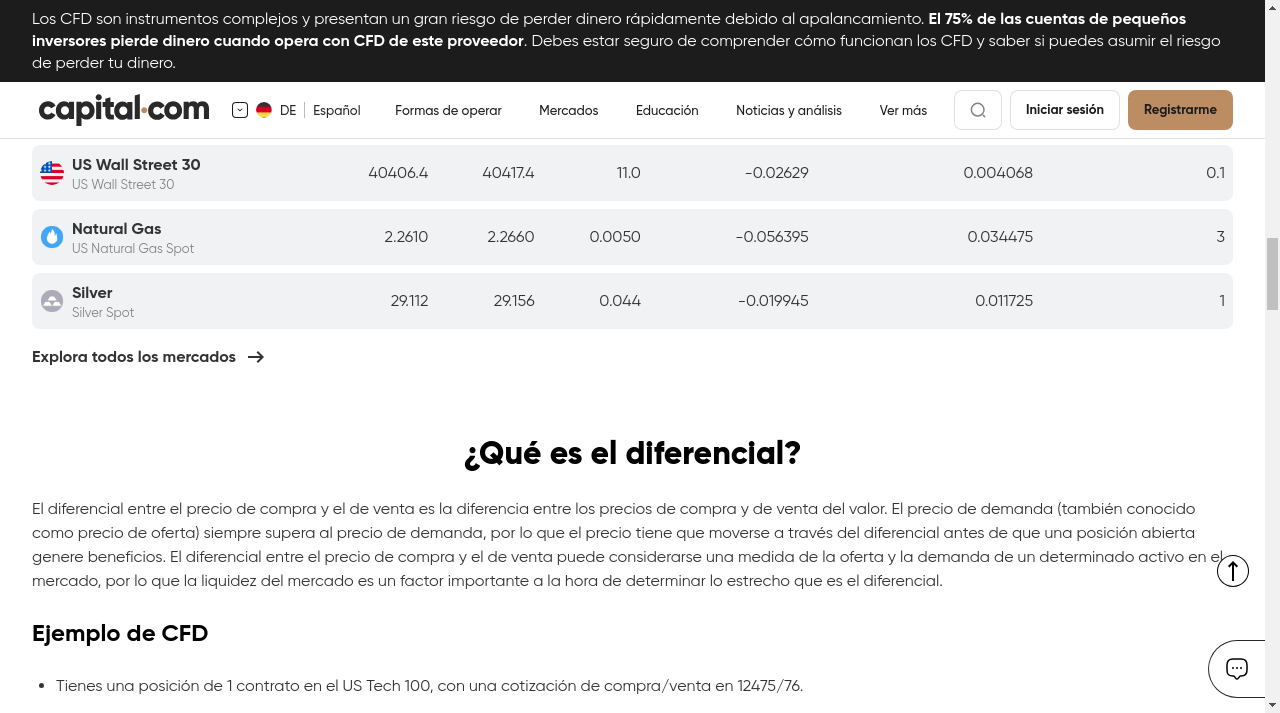 Los CFD son instrumentos complejos y presentan un gran riesgo de perder dinero rápidamente debido al apalancamiento. El 75% de las cuentas de pequeños
inversores pierde dinero cuando opera con CFD de este proveedor. Debes estar seguro de comprender cómo funcionan los CFD y saber si puedes asumir el riesgo
de perder tu dinero.
capital.com DE Español Formas de operar Mercados Educación Noticias y análisis Ver más Iniciar sesión Registrarme
US Wall Street 30 40406.4 40417.4 11.0 -0.02629 0.004068 0.1
US Wall Street 30
Natural Gas 2.2610 2.2660 0.0050 -0.056395 0.034475 3
US Natural Gas Spot
Silver 29.112 29.156 0.044 -0.019945 0.011725 1
Silver Spot
Explora todos los mercados
¿Qué es el diferencial?
El diferencial entre el precio de compra y el de venta es la diferencia entre los precios de compra y de venta del valor. El precio de demanda (también conocido
como precio de oferta) siempre supera al precio de demanda, por lo que el precio tiene que moverse a través del diferencial antes de que una posición abierta
genere beneficios. El diferencial entre el precio de compra y el de venta puede considerarse una medida de la oferta y la demanda de un determinado activo en el
mercado, por lo que la liquidez del mercado es un factor importante a la hora de determinar lo estrecho que es el diferencial.
Ejemplo de CFD
• Tienes una posición de 1 contrato en el US Tech 100, con una cotización de compra/venta en 12475/76.